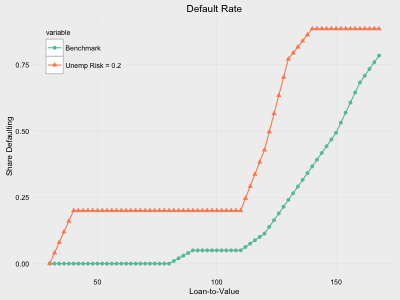 Default Rate
variable
Benchmark
Unemp Risk = 0.2
Share Defaulting
0.75
0.50
0.25
0.00
50
100
150
Loan-to-Value